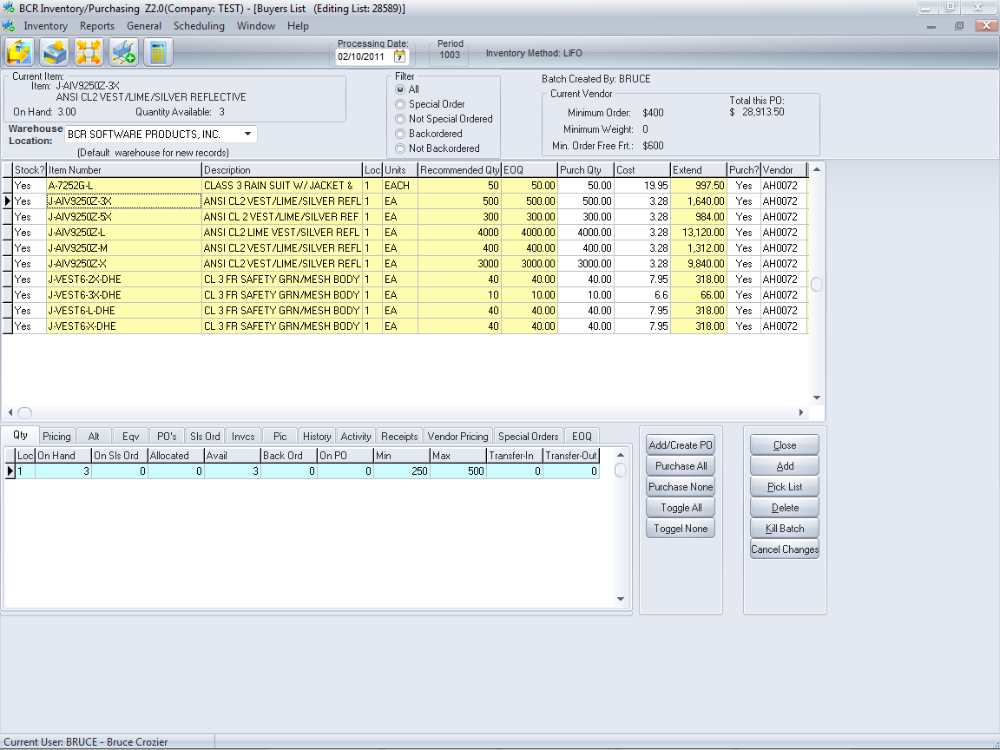 BCR Inventory/Purchasing Z2.0(Company: TEST) - [Buyers List (Editing List: 28589)]
Inventory Reports General Scheduling Window Help
Processing Date: 02/10/2011 7
Period 1003
Inventory Method: LIFO
Current Item:
Item: J-AIV9250Z-3X
ANSI CL2 VEST/LIME/SILVER REFLECTIVE
On Hand: 3.00 Quantity Available: 3
Warehouse Location: BCR SOFTWARE PRODUCTS, INC.
(Default warehouse for new records)
Filter
All
Special Order
Not Special Ordered
Backordered
Not Backordered
Batch Created By: BRUCE
Current Vendor
Minimum Order: $400
Minimum Weight: 0
Min. Order Free Frt.: $600
Total this PO:
$ 28,913.50
Stock? Item Number Description Loc Units Recommended Qty EOQ Purch Qty Cost Extend Purch? Vendor
Yes A-7252G-L CLASS 3 RAIN SUIT W/ JACKET & 1 EACH 50 50.00 50.00 19.95 997.50 Yes AH0072
Yes J-AIV9250Z-3X ANSI CL2 VEST/LIME/SILVER REFL 1 EA 500 500.00 500.00 3.28 1,640.00 Yes AH0072
Yes J-AIV9250Z-5X ANSI CL 2 VEST/LIME/SILVER REF 1 EA 300 300.00 300.00 3.28 984.00 Yes AH0072
Yes J-AIV9250Z-L ANSI CL2 LIME VEST/SILVER REFL 1 EA 4000 4000.00 4000.00 3.28 13,120.00 Yes AH0072
Yes J-AIV9250Z-M ANSI CL2 VEST/LIME/SILVER REFL 1 EA 400 400.00 400.00 3.28 1,312.00 Yes AH0072
Yes J-AIV9250Z-X ANSI CL2 VEST/LIME/SILVER REFL 1 EA 3000 3000.00 3000.00 3.28 9,840.00 Yes AH0072
Yes J-VEST6-2X-DHE CL 3 FR SAFETY GRN/MESH BODY 1 EA 40 40.00 40.00 7.95 318.00 Yes AH0072
Yes J-VEST6-3X-DHE CL 3 FR SAFETY GRN/MESH BODY 1 EA 10 10.00 10.00 6.6 66.00 Yes AH0072
Yes J-VEST6-L-DHE CL 3 FR SAFETY GRN/MESH BODY 1 EA 40 40.00 40.00 7.95 318.00 Yes AH0072
Yes J-VEST6-X-DHE CL 3 FR SAFETY GRN/MESH BODY 1 EA 40 40.00 40.00 7.95 318.00 Yes AH0072
Qty Pricing Alt Eqv PO's Sls Ord Invcs Pic History Activity Receipts Vendor Pricing Special Orders EOQ
Loc On Hand On Sls Ord Allocated Avail Back Ord On PO Min Max Transfer-In Transfer-Out
1 3 0 0 3 0 0 250 500 0 0
Add/Create PO
Purchase All
Purchase None
Toggle All
Toggel None
Close
Add
Pick List
Delete
Kill Batch
Cancel Changes
Current User: BRUCE - Bruce Crozier